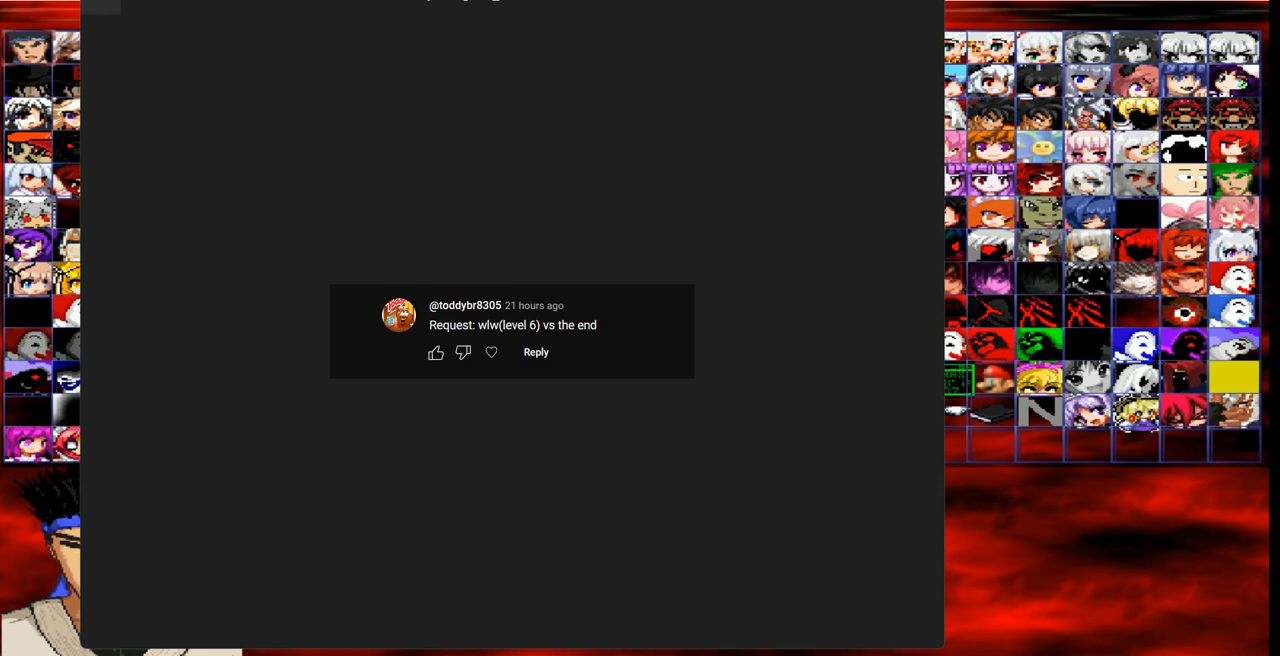 @toddybr8305 21 hours ago
Request: wlw(level 6) vs the end
Reply
N